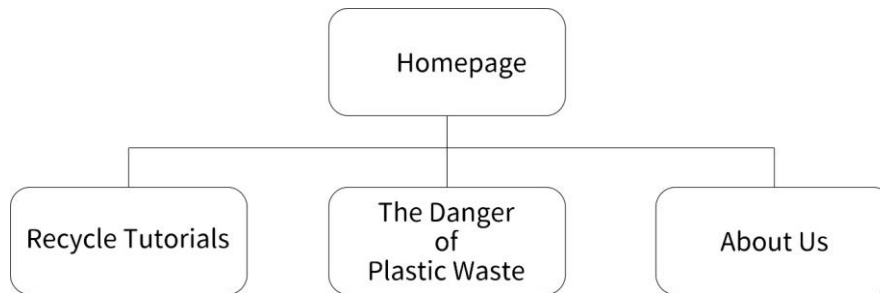 Homepage
Recycle Tutorials
The Danger
of
Plastic Waste
About Us